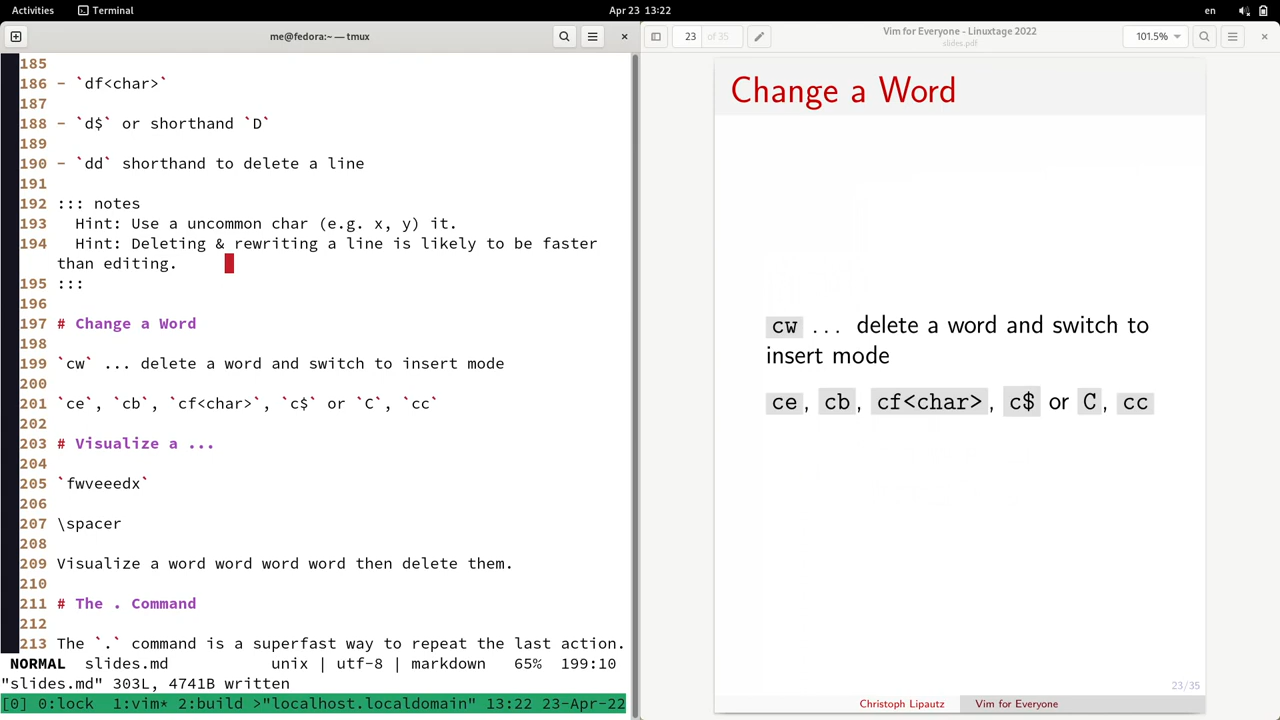 Activities Terminal Apr 23 13:22 en
me@fedora:~ — tmux
185
186 - `df<char>`
187
188 - `d$` or shorthand `D`
189
190 - `dd` shorthand to delete a line
191
192 ::: notes
193 Hint: Use a uncommon char (e.g. x, y) it.
194 Hint: Deleting & rewriting a line is likely to be faster
than editing.
195 :::
196
197 # Change a Word
198
199 `cw` ... delete a word and switch to insert mode
200
201 `ce`, `cb`, `cf<char>`, `c$` or `C`, `cc`
202
203 # Visualize a ...
204
205 `fwveeedx`
206
207 \spacer
208
209 Visualize a word word word word then delete them.
210
211 # The . Command
212
213 The `.` command is a superfast way to repeat the last action.
NORMAL slides.md unix | utf-8 | markdown 65% 199:10
"slides.md" 303L, 4741B written
[0] 0:lock 1:vim* 2:build >"localhost.localdomain" 13:22 23-Apr-22
23 of 35
Vim for Everyone - Linuxtage 2022
slides.pdf
101.5%
Change a Word
cw ... delete a word and switch to
insert mode
ce, cb, cf<char>, c$ or C, cc
23/35
Christoph Lipautz Vim for Everyone